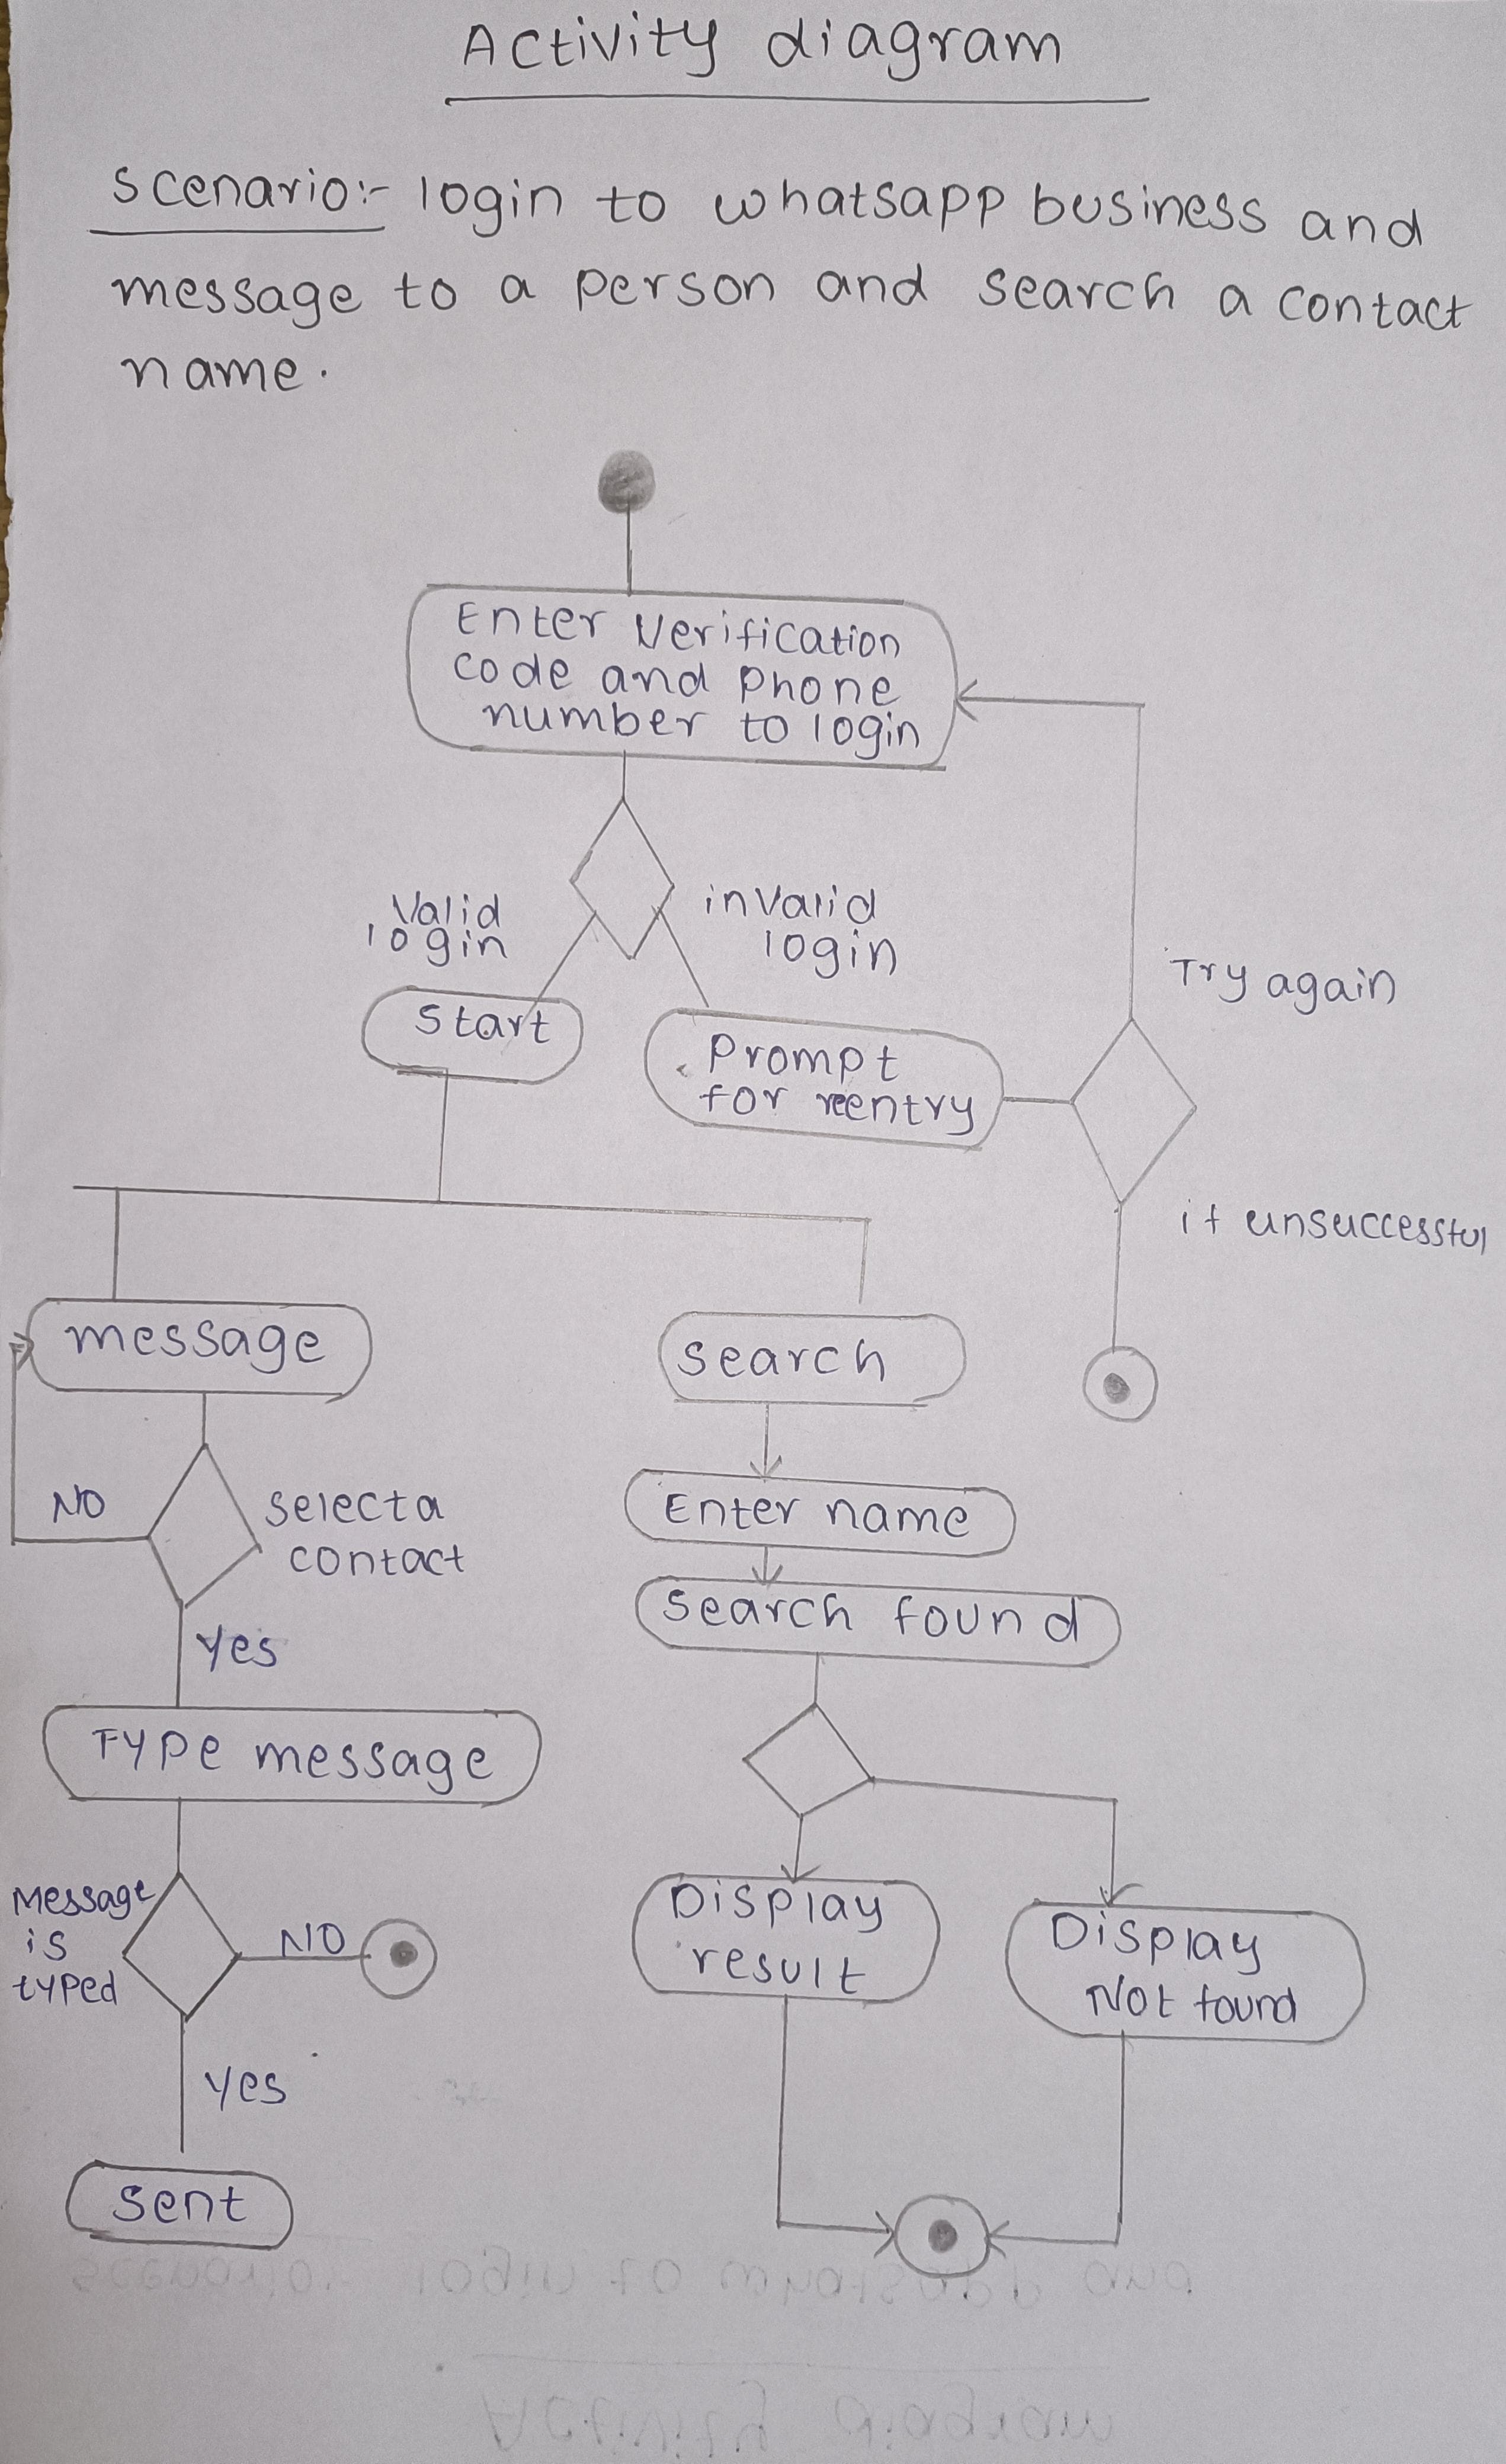 Activity diagram
Scenario:- login to whatsapp business and
message to a person and search a contact
name.
Enter Verification
code and phone
number to login
Valid
login
invalid
login
Start
Prompt
for reentry
Try again
if unsuccessful
message
search
NO
select a
contact
Yes
Enter name
search found
Type message
Message
is
typed
NO
Display
result
Display
Not found
Yes
sent